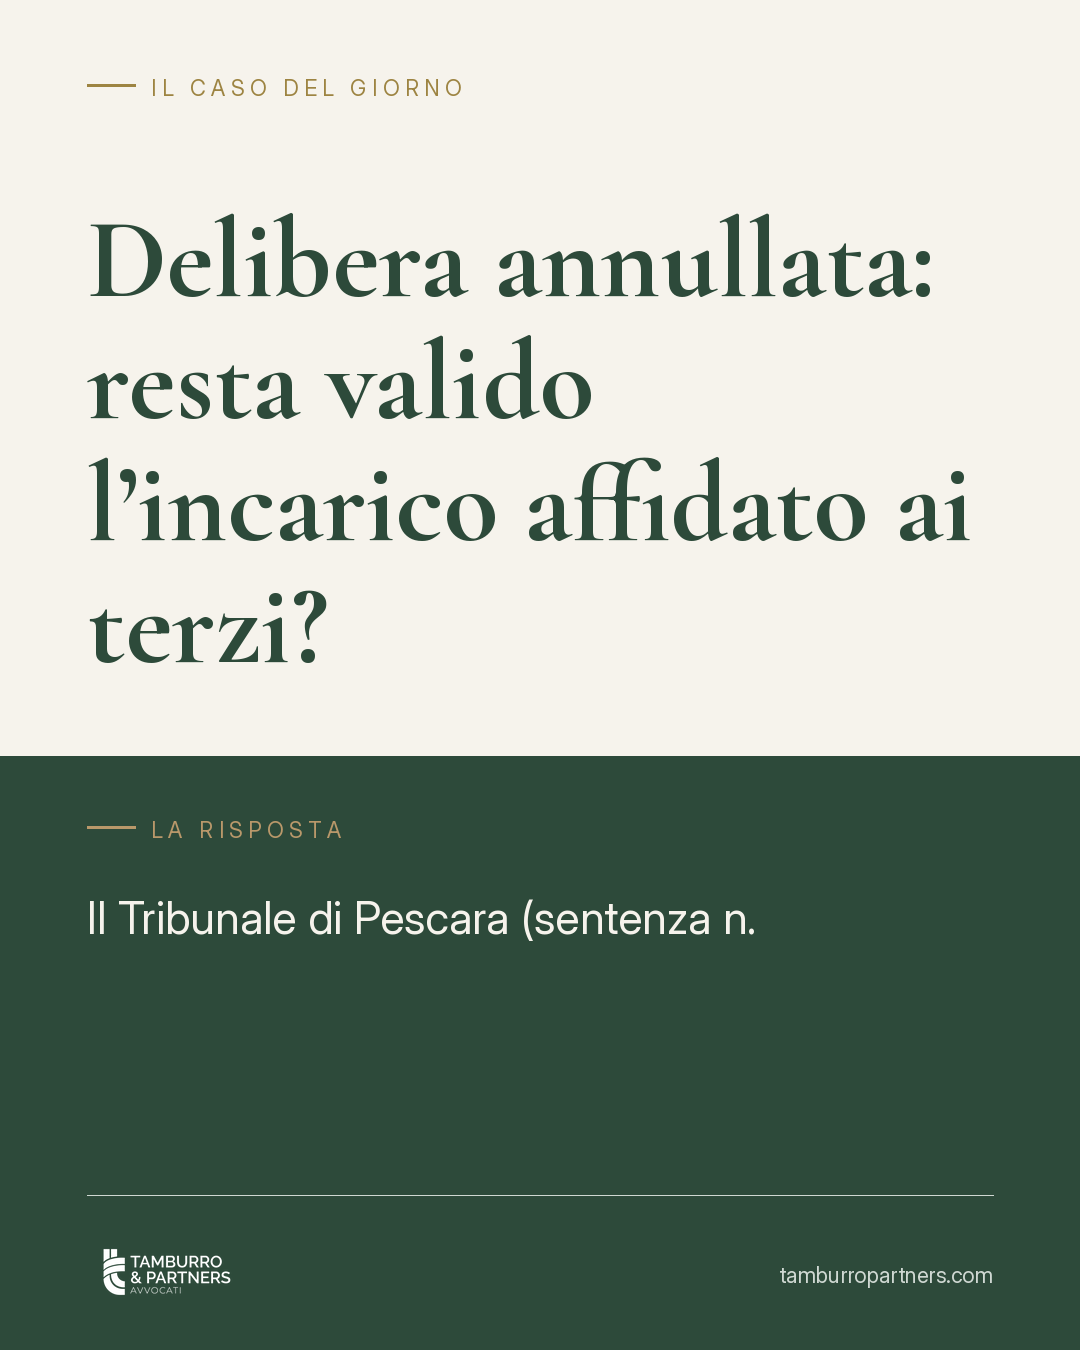 IL CASO DEL GIORNO
Delibera annullata:
resta valido
l’incarico affidato ai
terzi?
LA RISPOSTA
Il Tribunale di Pescara (sentenza n.
TAMBURRO
& PARTNERS
AVVOCATI
tamburropartners.com